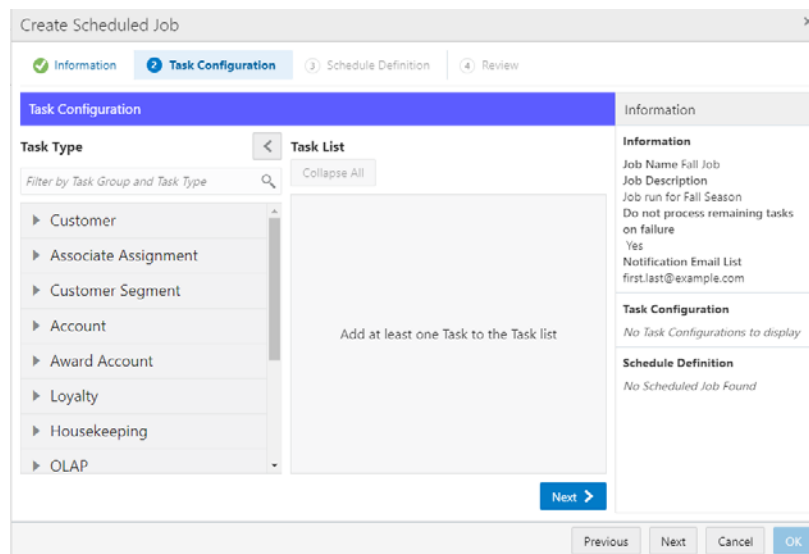 Create Scheduled Job
Information
2 Task Configuration
3 Schedule Definition
4 Review
Task Configuration
Task Type
Filter by Task Group and Task Type
Customer
Associate Assignment
Customer Segment
Account
Award Account
Loyalty
Housekeeping
OLAP
Task List
Collapse All
Add at least one Task to the Task list
Next
Information
Information
Job Name Fall Job
Job Description
Job run for Fall Season
Do not process remaining tasks
on failure
Yes
Notification Email List
first.last@example.com
Task Configuration
No Task Configurations to display
Schedule Definition
No Scheduled Job Found
Previous
Next
Cancel
OK